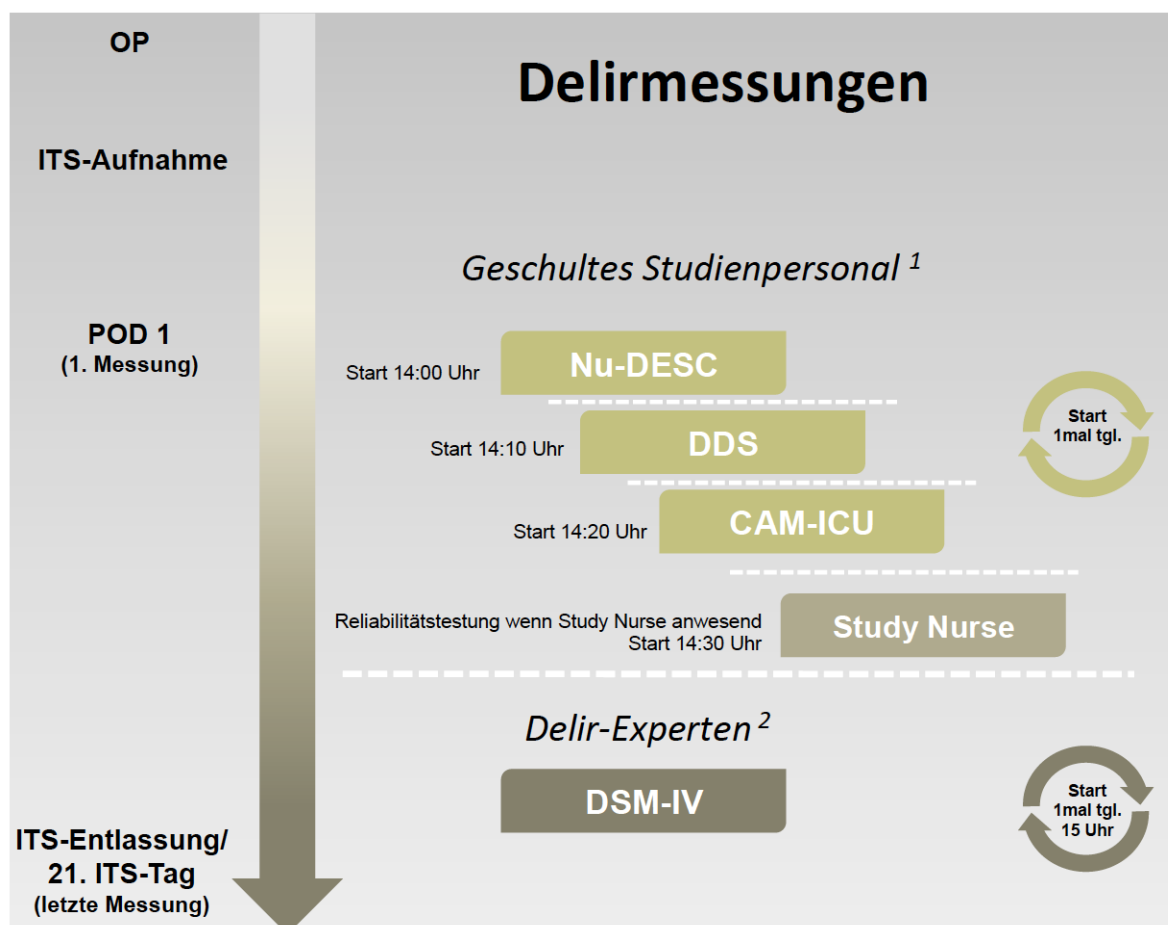 OP
Delirmessungen
ITS-Aufnahme
Geschultes Studienpersonal ¹
POD 1
(1. Messung)
Start 14:00 Uhr
Nu-DESC
Start 14:10 Uhr
DDS
Start
1mal tgl.
Start 14:20 Uhr
CAM-ICU
Reliabilitätstestung wenn Study Nurse anwesend
Start 14:30 Uhr
Study Nurse
Delir-Experten ²
DSM-IV
Start
1mal tgl.
15 Uhr
ITS-Entlassung/
21. ITS-Tag
(letzte Messung)